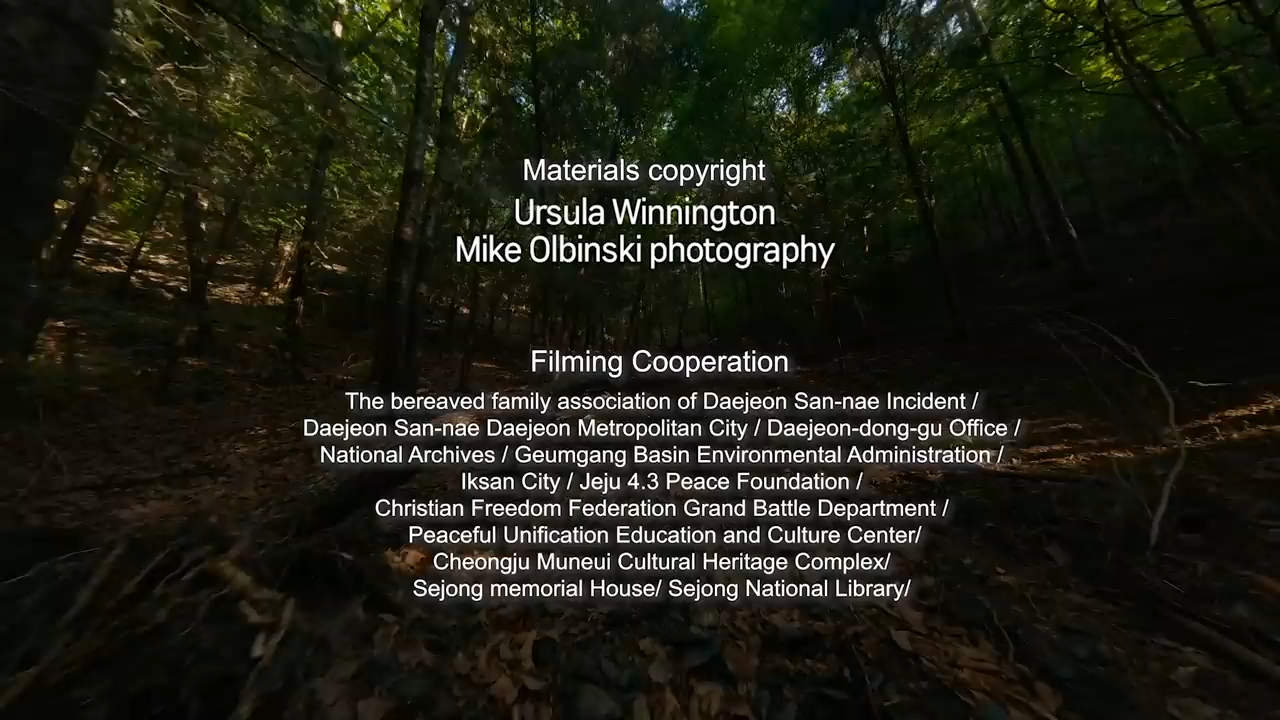 Materials copyright
Ursula Winnington
Mike Olbinski photography
Filming Cooperation
The bereaved family association of Daejeon San-nae Incident /
Daejeon San-nae Daejeon Metropolitan City / Daejeon-dong-gu Office /
National Archives / Geumgang Basin Environmental Administration /
Iksan City / Jeju 4.3 Peace Foundation /
Christian Freedom Federation Grand Battle Department /
Peaceful Unification Education and Culture Center/
Cheongju Muneui Cultural Heritage Complex/
Sejong memorial House/ Sejong National Library/